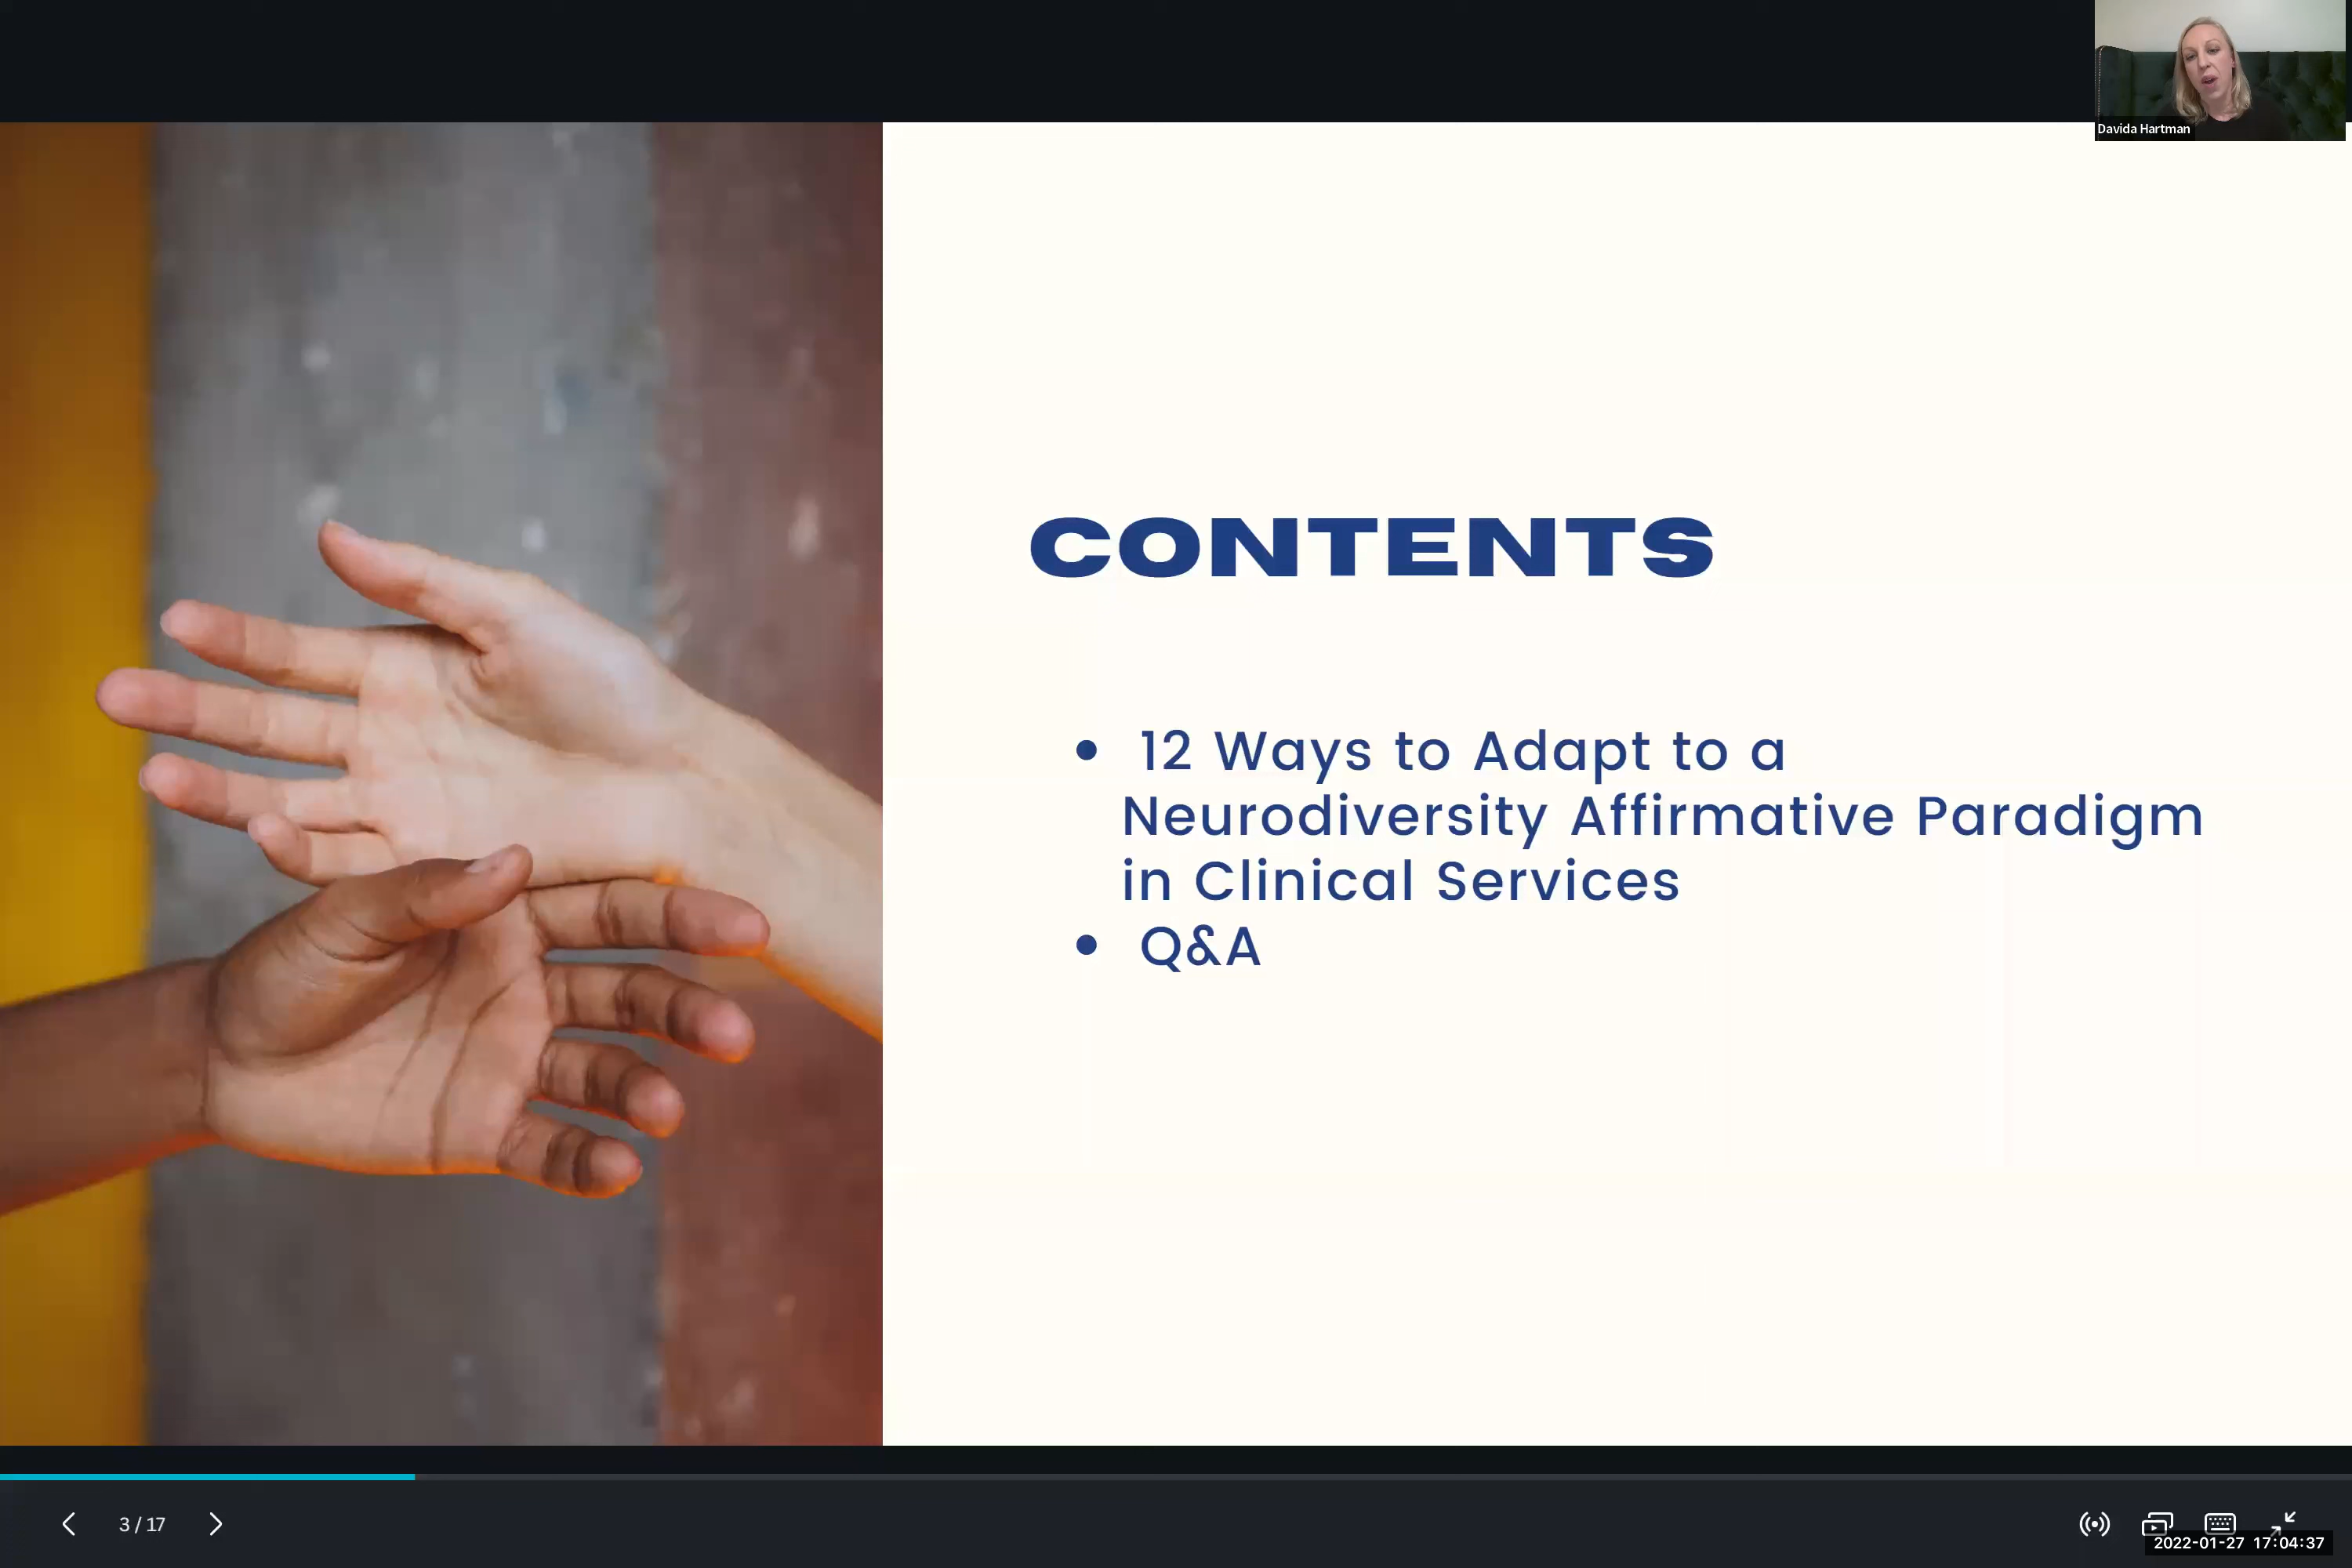 Davida Hartman
CONTENTS
• 12 Ways to Adapt to a
Neurodiversity Affirmative Paradigm
in Clinical Services
• Q&A
3 / 17
2022-01-27 17:04:37